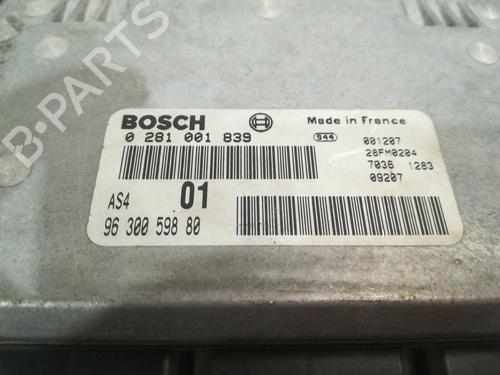 BOSCH
0 281 001 839
Made in France
S44
001207
28FM0204
7036 1283
09207
AS4 01
96 300 598 80
B-PARTS